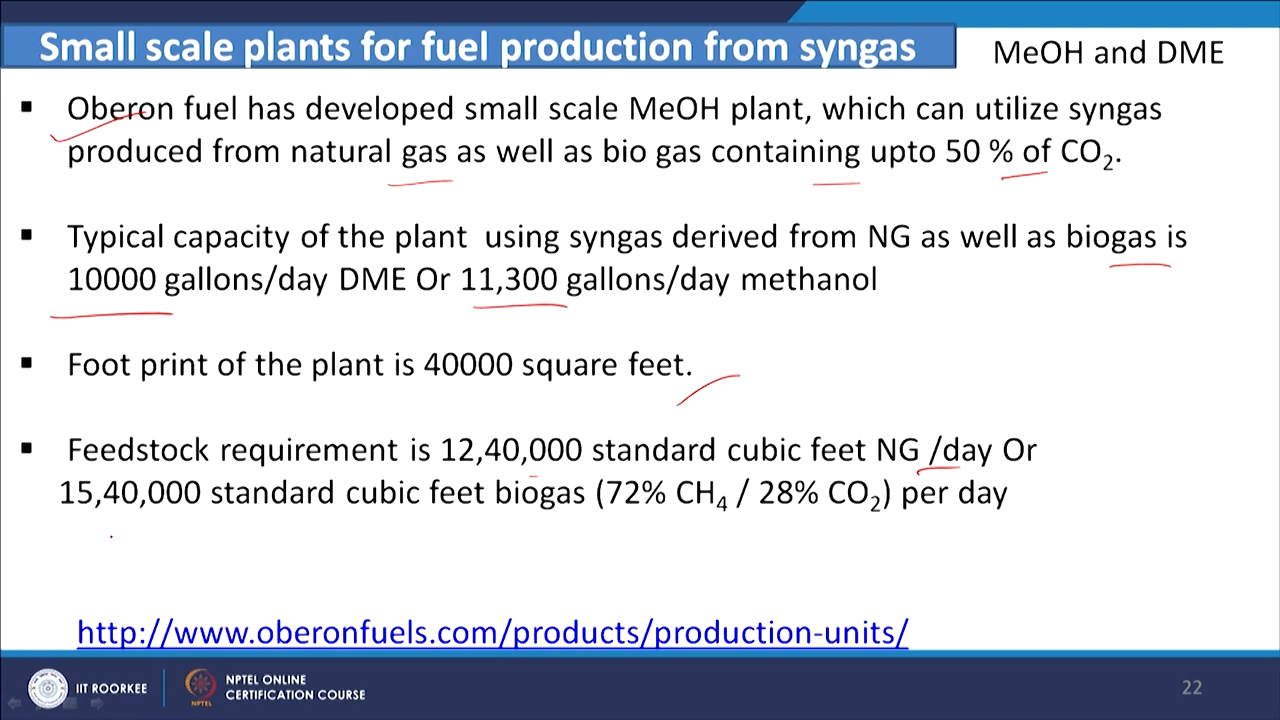 Small scale plants for fuel production from syngas
MeOH and DME
▪ Oberon fuel has developed small scale MeOH plant, which can utilize syngas
produced from natural gas as well as bio gas containing upto 50 % of CO₂.
▪ Typical capacity of the plant using syngas derived from NG as well as biogas is
10000 gallons/day DME Or 11,300 gallons/day methanol
▪ Foot print of the plant is 40000 square feet.
▪ Feedstock requirement is 12,40,000 standard cubic feet NG /day Or
15,40,000 standard cubic feet biogas (72% CH₄ / 28% CO₂) per day
http://www.oberonfuels.com/products/production-units/
IIT ROORKEE
NPTEL ONLINE
CERTIFICATION COURSE
NPTEL
22